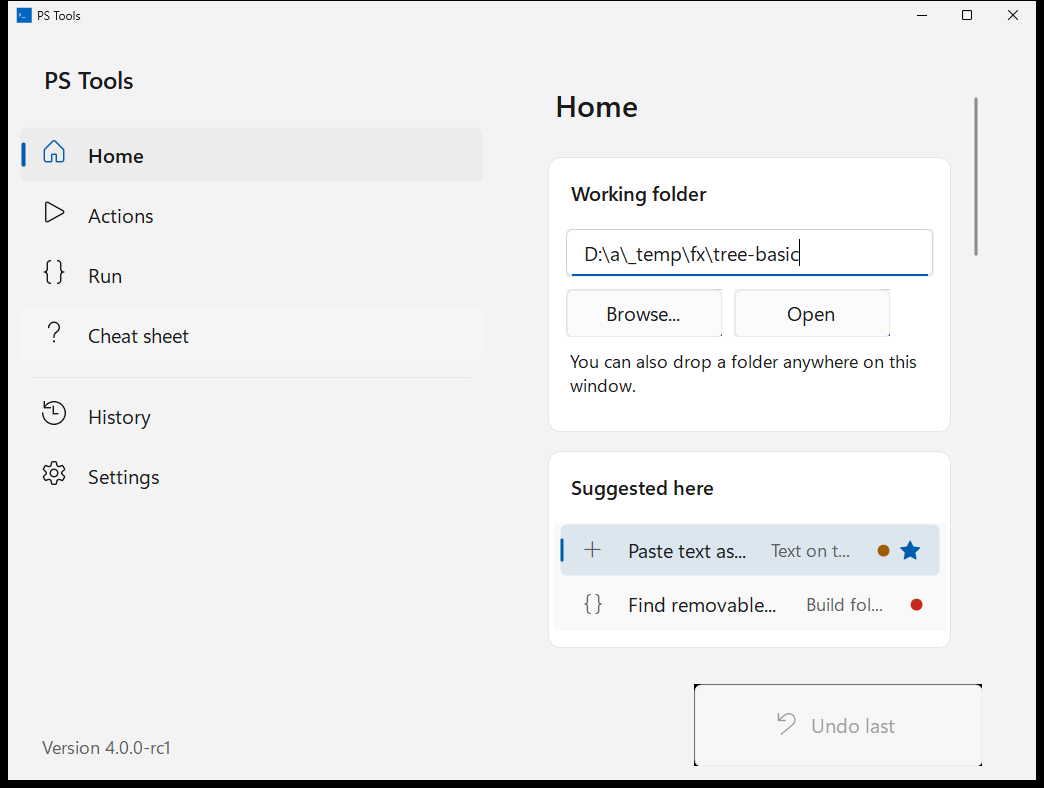 PS Tools
PS Tools
Home
Actions
Run
Cheat sheet
History
Settings
Version 4.0.0-rc1
Home
Working folder
D:\a\_temp\fx\tree-basic
Browse... Open
You can also drop a folder anywhere on this
window.
Suggested here
Paste text as... Text on t...
Find removable... Build fol...
Undo last